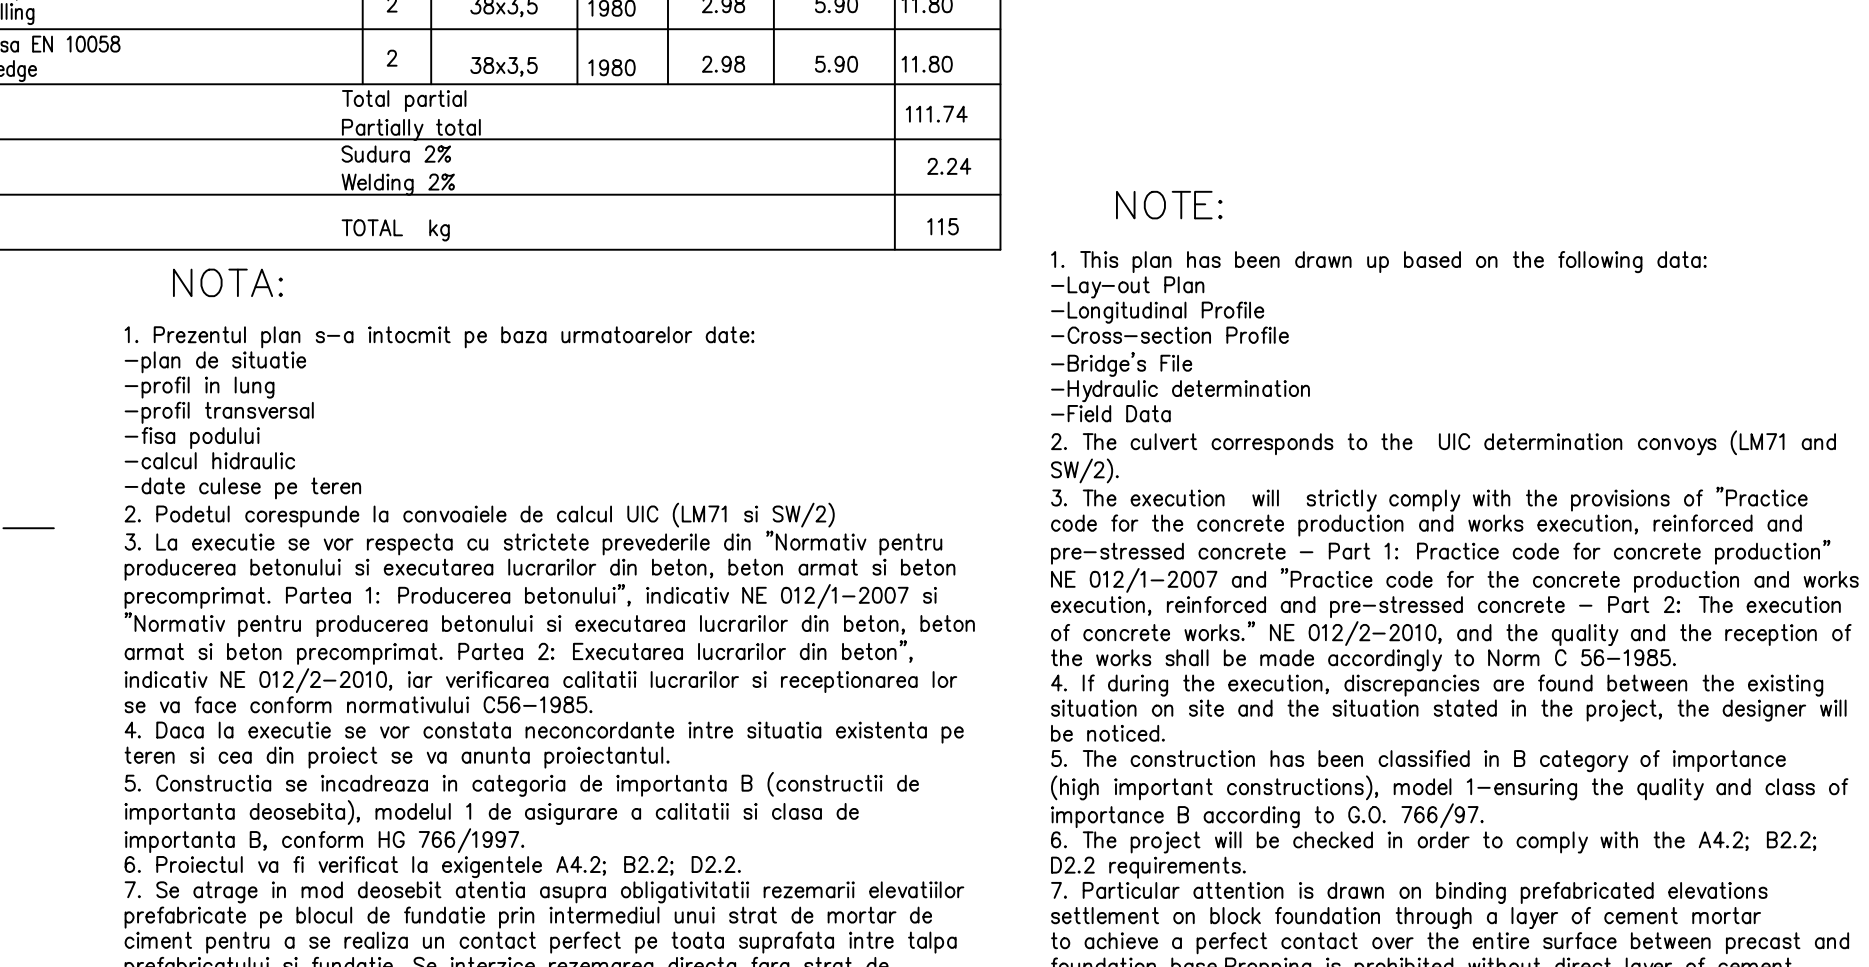 lling 2 38x3,5 1980 2.98 5.90 11.80
sa EN 10058
edge 2 38x3,5 1980 2.98 5.90 11.80
Total partial
Partially total 111.74
Sudura 2%
Welding 2% 2.24
TOTAL kg 115
NOTA:
1. Prezentul plan s-a intocmit pe baza urmatoarelor date:
-plan de situatie
-profil in lung
-profil transversal
-fisa podului
-calcul hidraulic
-date culese pe teren
2. Podetul corespunde la convoaiele de calcul UIC (LM71 si SW/2)
3. La executie se vor respecta cu strictete prevederile din "Normativ pentru
producerea betonului si executarea lucrarilor din beton, beton armat si beton
precomprimat. Partea 1: Producerea betonului", indicativ NE 012/1-2007 si
"Normativ pentru producerea betonului si executarea lucrarilor din beton, beton
armat si beton precomprimat. Partea 2: Executarea lucrarilor din beton",
indicativ NE 012/2-2010, iar verificarea calitatii lucrarilor si receptionarea lor
se va face conform normativului C56-1985.
4. Daca la executie se vor constata neconcordante intre situatia existenta pe
teren si cea din proiect se va anunta proiectantul.
5. Constructia se incadreaza in categoria de importanta B (constructii de
importanta deosebita), modelul 1 de asigurare a calitatii si clasa de
importanta B, conform HG 766/1997.
6. Proiectul va fi verificat la exigentele A4.2; B2.2; D2.2.
7. Se atrage in mod deosebit atentia asupra obligativitatii rezemarii elevatiilor
prefabricate pe blocul de fundatie prin intermediul unui strat de mortar de
ciment pentru a se realiza un contact perfect pe toata suprafata intre talpa
prefabricatului si fundatie. Se interzice rezemarea directa fara strat de
NOTE:
1. This plan has been drawn up based on the following data:
-Lay-out Plan
-Longitudinal Profile
-Cross-section Profile
-Bridge's File
-Hydraulic determination
-Field Data
2. The culvert corresponds to the UIC determination convoys (LM71 and
SW/2).
3. The execution will strictly comply with the provisions of "Practice
code for the concrete production and works execution, reinforced and
pre-stressed concrete - Part 1: Practice code for concrete production"
NE 012/1-2007 and "Practice code for the concrete production and works
execution, reinforced and pre-stressed concrete - Part 2: The execution
of concrete works." NE 012/2-2010, and the quality and the reception of
the works shall be made accordingly to Norm C 56-1985.
4. If during the execution, discrepancies are found between the existing
situation on site and the situation stated in the project, the designer will
be noticed.
5. The construction has been classified in B category of importance
(high important constructions), model 1-ensuring the quality and class of
importance B according to G.O. 766/97.
6. The project will be checked in order to comply with the A4.2; B2.2;
D2.2 requirements.
7. Particular attention is drawn on binding prefabricated elevations
settlement on block foundation through a layer of cement mortar
to achieve a perfect contact over the entire surface between precast and
foundation base.Propping is prohibited without direct layer of cement